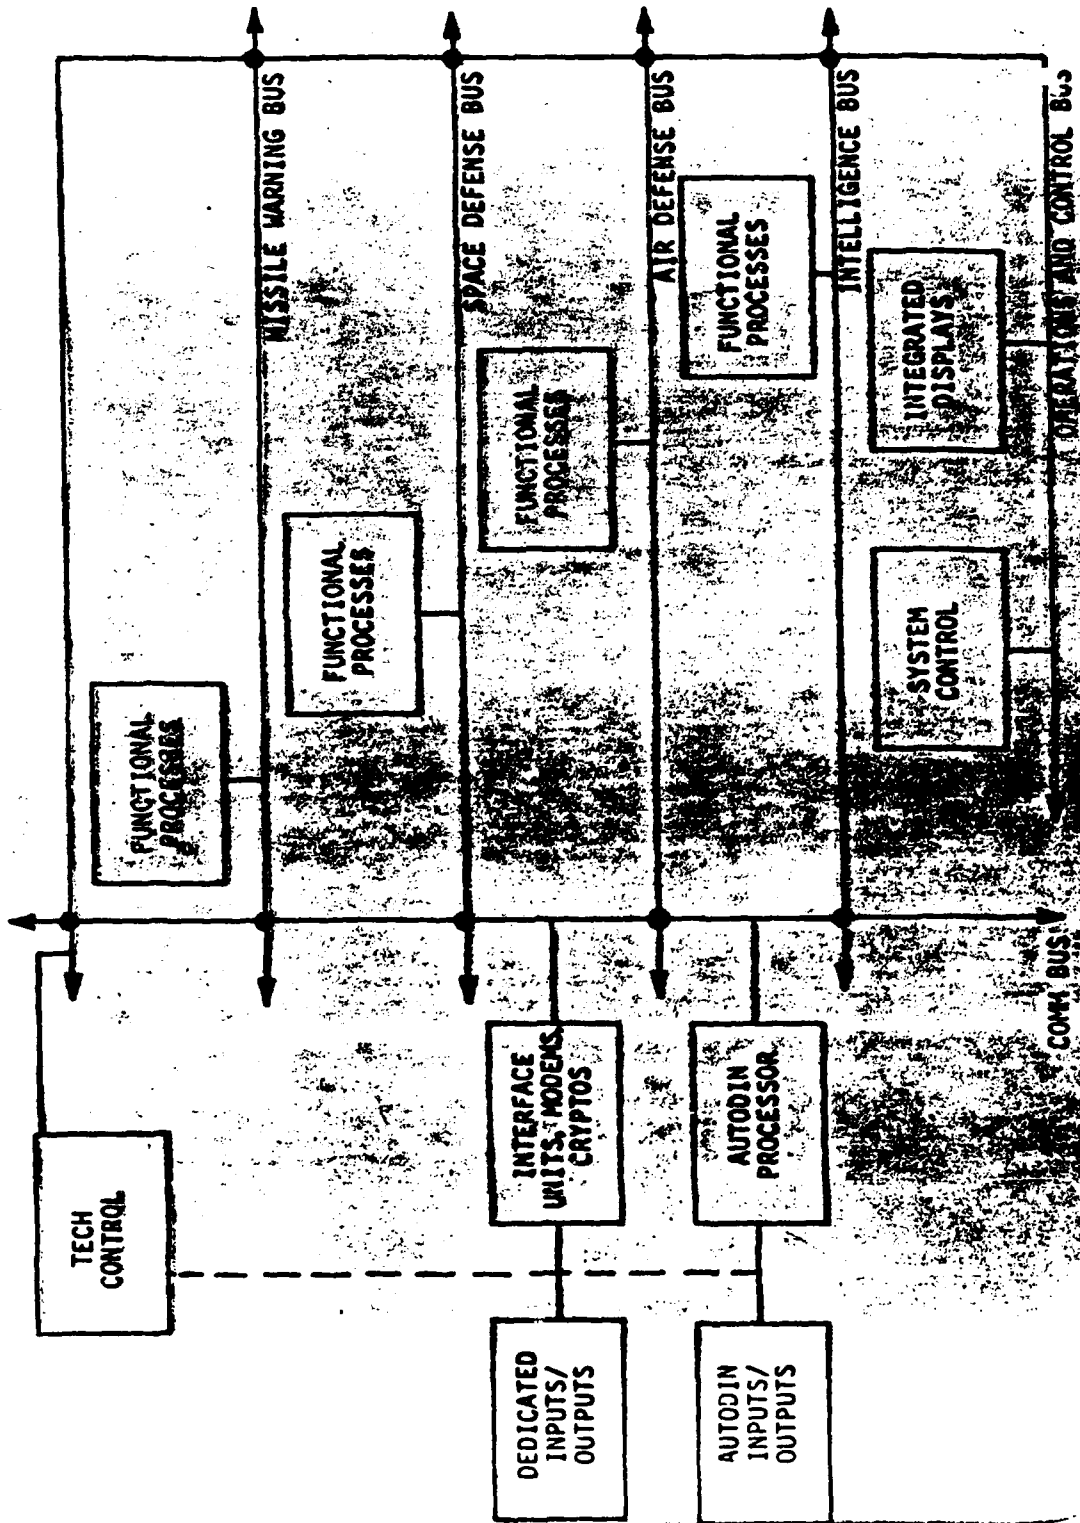 TECH
CONTROL
DEDICATED
INPUTS/
OUTPUTS
INTERFACE
UNITS, MODEMS,
CRYPTOS
AUTODIN
INPUTS/
OUTPUTS
AUTODIN
PROCESSOR
COMM BUS
FUNCTIONAL
PROCESSES
MISSILE WARNING BUS
FUNCTIONAL
PROCESSES
SPACE DEFENSE BUS
FUNCTIONAL
PROCESSES
AIR DEFENSE BUS
FUNCTIONAL
PROCESSES
INTELLIGENCE BUS
SYSTEM
CONTROL
INTEGRATED
DISPLAYS
OPERATIONS AND CONTROL BUS